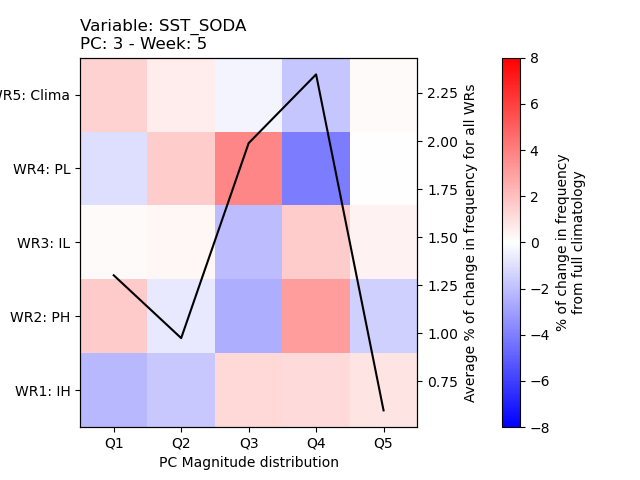 Variable: SST_SODA
PC: 3 - Week: 5
WR5: Clima
WR4: PL
WR3: IL
WR2: PH
WR1: IH
Q1 Q2 Q3 Q4 Q5
PC Magnitude distribution
2.25
2.00
1.75
1.50
1.25
1.00
0.75
Average % of change in frequency for all WRs
8
6
4
2
0
−2
−4
−6
−8
% of change in frequency
from full climatology